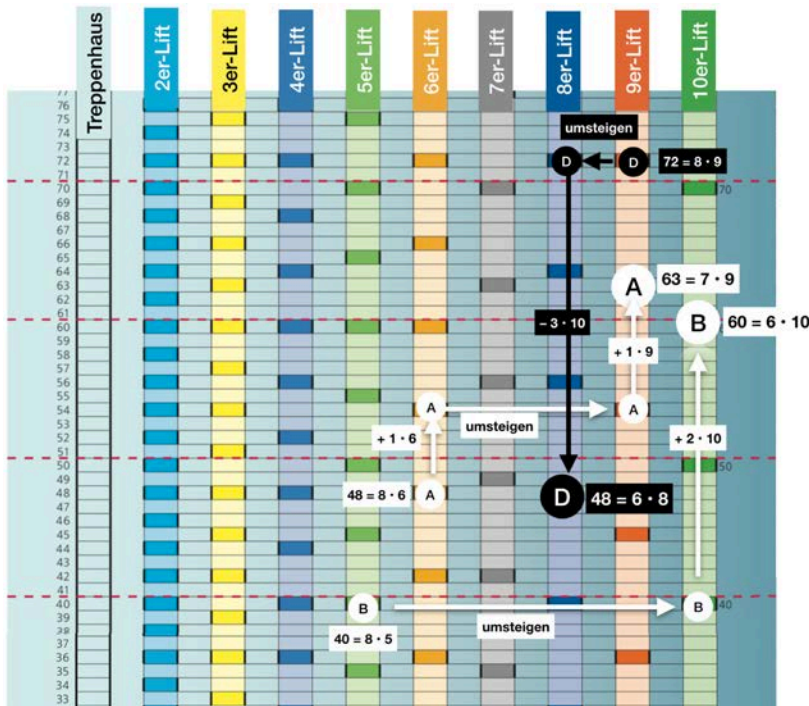 Treppenhaus
2er-Lift
3er-Lift
4er-Lift
5er-Lift
6er-Lift
7er-Lift
8er-Lift
9er-Lift
10er-Lift
77
76
75
74
73
umsteigen
72
D
D
72 = 8 · 9
71
70
70
69
68
67
66
65
64
63
A
63 = 7 · 9
62
61
60
B
60 = 6 · 10
– 3 · 10
59
58
57
+ 1 · 9
56
55
54
A
A
53
umsteigen
52
+ 1 · 6
+ 2 · 10
51
50
50
49
48
48 = 8 · 6
A
D
48 = 6 · 8
47
46
45
44
43
42
41
40
B
B
40
39
umsteigen
38
40 = 8 · 5
37
36
35
34
33